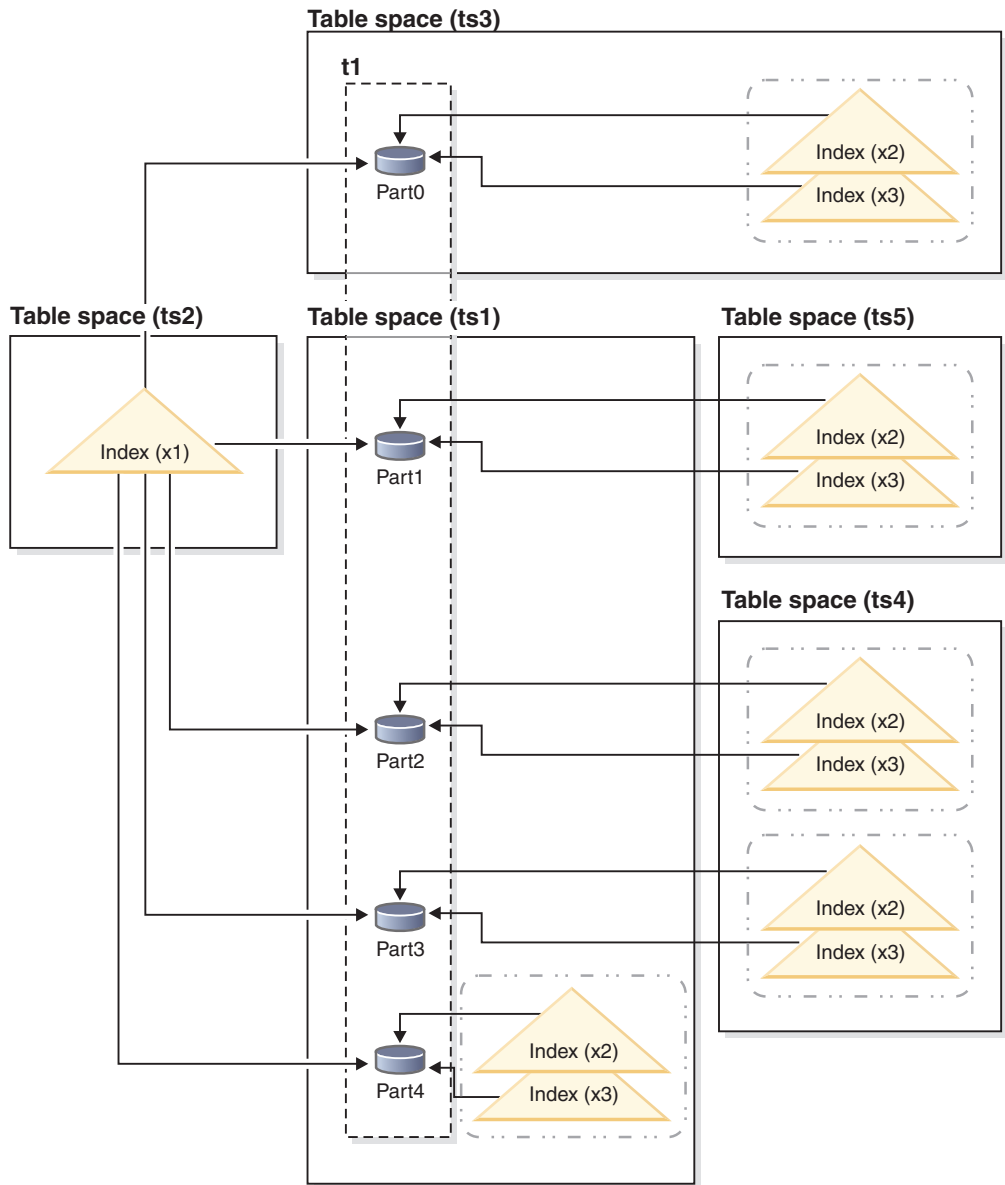 Table space (ts3)
t1
Part0
Index (x2)
Index (x3)
Table space (ts2)
Index (x1)
Table space (ts1)
Part1
Part2
Part3
Part4
Index (x2)
Index (x3)
Table space (ts5)
Index (x2)
Index (x3)
Table space (ts4)
Index (x2)
Index (x3)
Index (x2)
Index (x3)